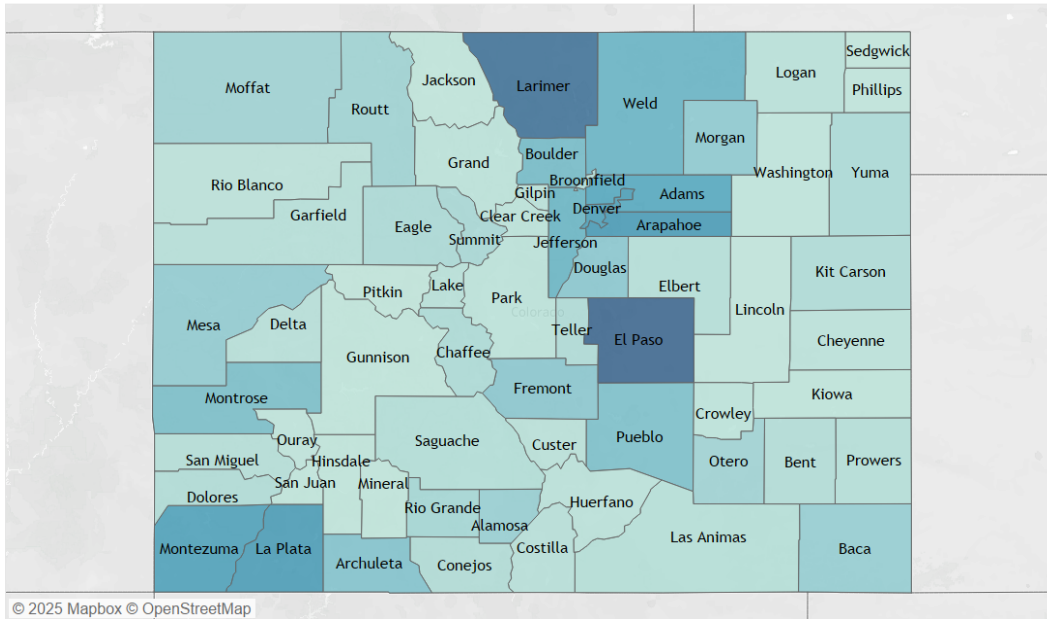 Sedgwick
Logan
Jackson
Moffat
Larimer
Phillips
Weld
Routt
Morgan
Boulder
Grand
Washington
Yuma
Broomfield
Rio Blanco
Gilpin
Adams
Denver
Garfield
Clear Creek
Eagle
Arapahoe
Summit
Jefferson
Douglas
Kit Carson
Elbert
Lake
Pitkin
Park
Lincoln
Colorado
Mesa
Delta
Teller
El Paso
Cheyenne
Chaffee
Gunnison
Fremont
Kiowa
Montrose
Crowley
Pueblo
Ouray
Saguache
Custer
San Miguel
Hinsdale
Otero
Bent
Prowers
San Juan
Mineral
Dolores
Huerfano
Rio Grande
Alamosa
Las Animas
Montezuma
La Plata
Costilla
Baca
Archuleta
Conejos
© 2025 Mapbox © OpenStreetMap